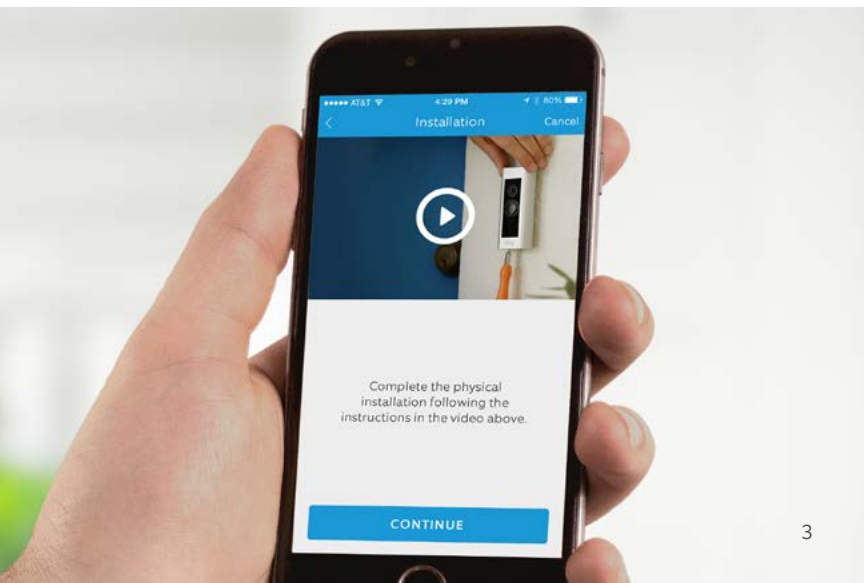 AT&T 4:29 PM 80%
Installation Cancel
ring
Complete the physical
installation following the
instructions in the video above.
CONTINUE
3